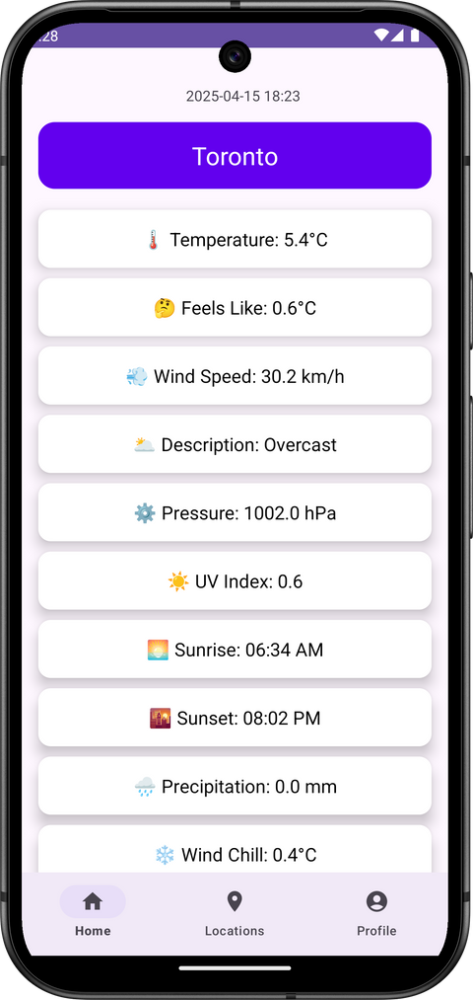 :28
2025-04-15 18:23
Toronto
Temperature: 5.4°C
Feels Like: 0.6°C
Wind Speed: 30.2 km/h
Description: Overcast
Pressure: 1002.0 hPa
UV Index: 0.6
Sunrise: 06:34 AM
Sunset: 08:02 PM
Precipitation: 0.0 mm
Wind Chill: 0.4°C
Home Locations Profile